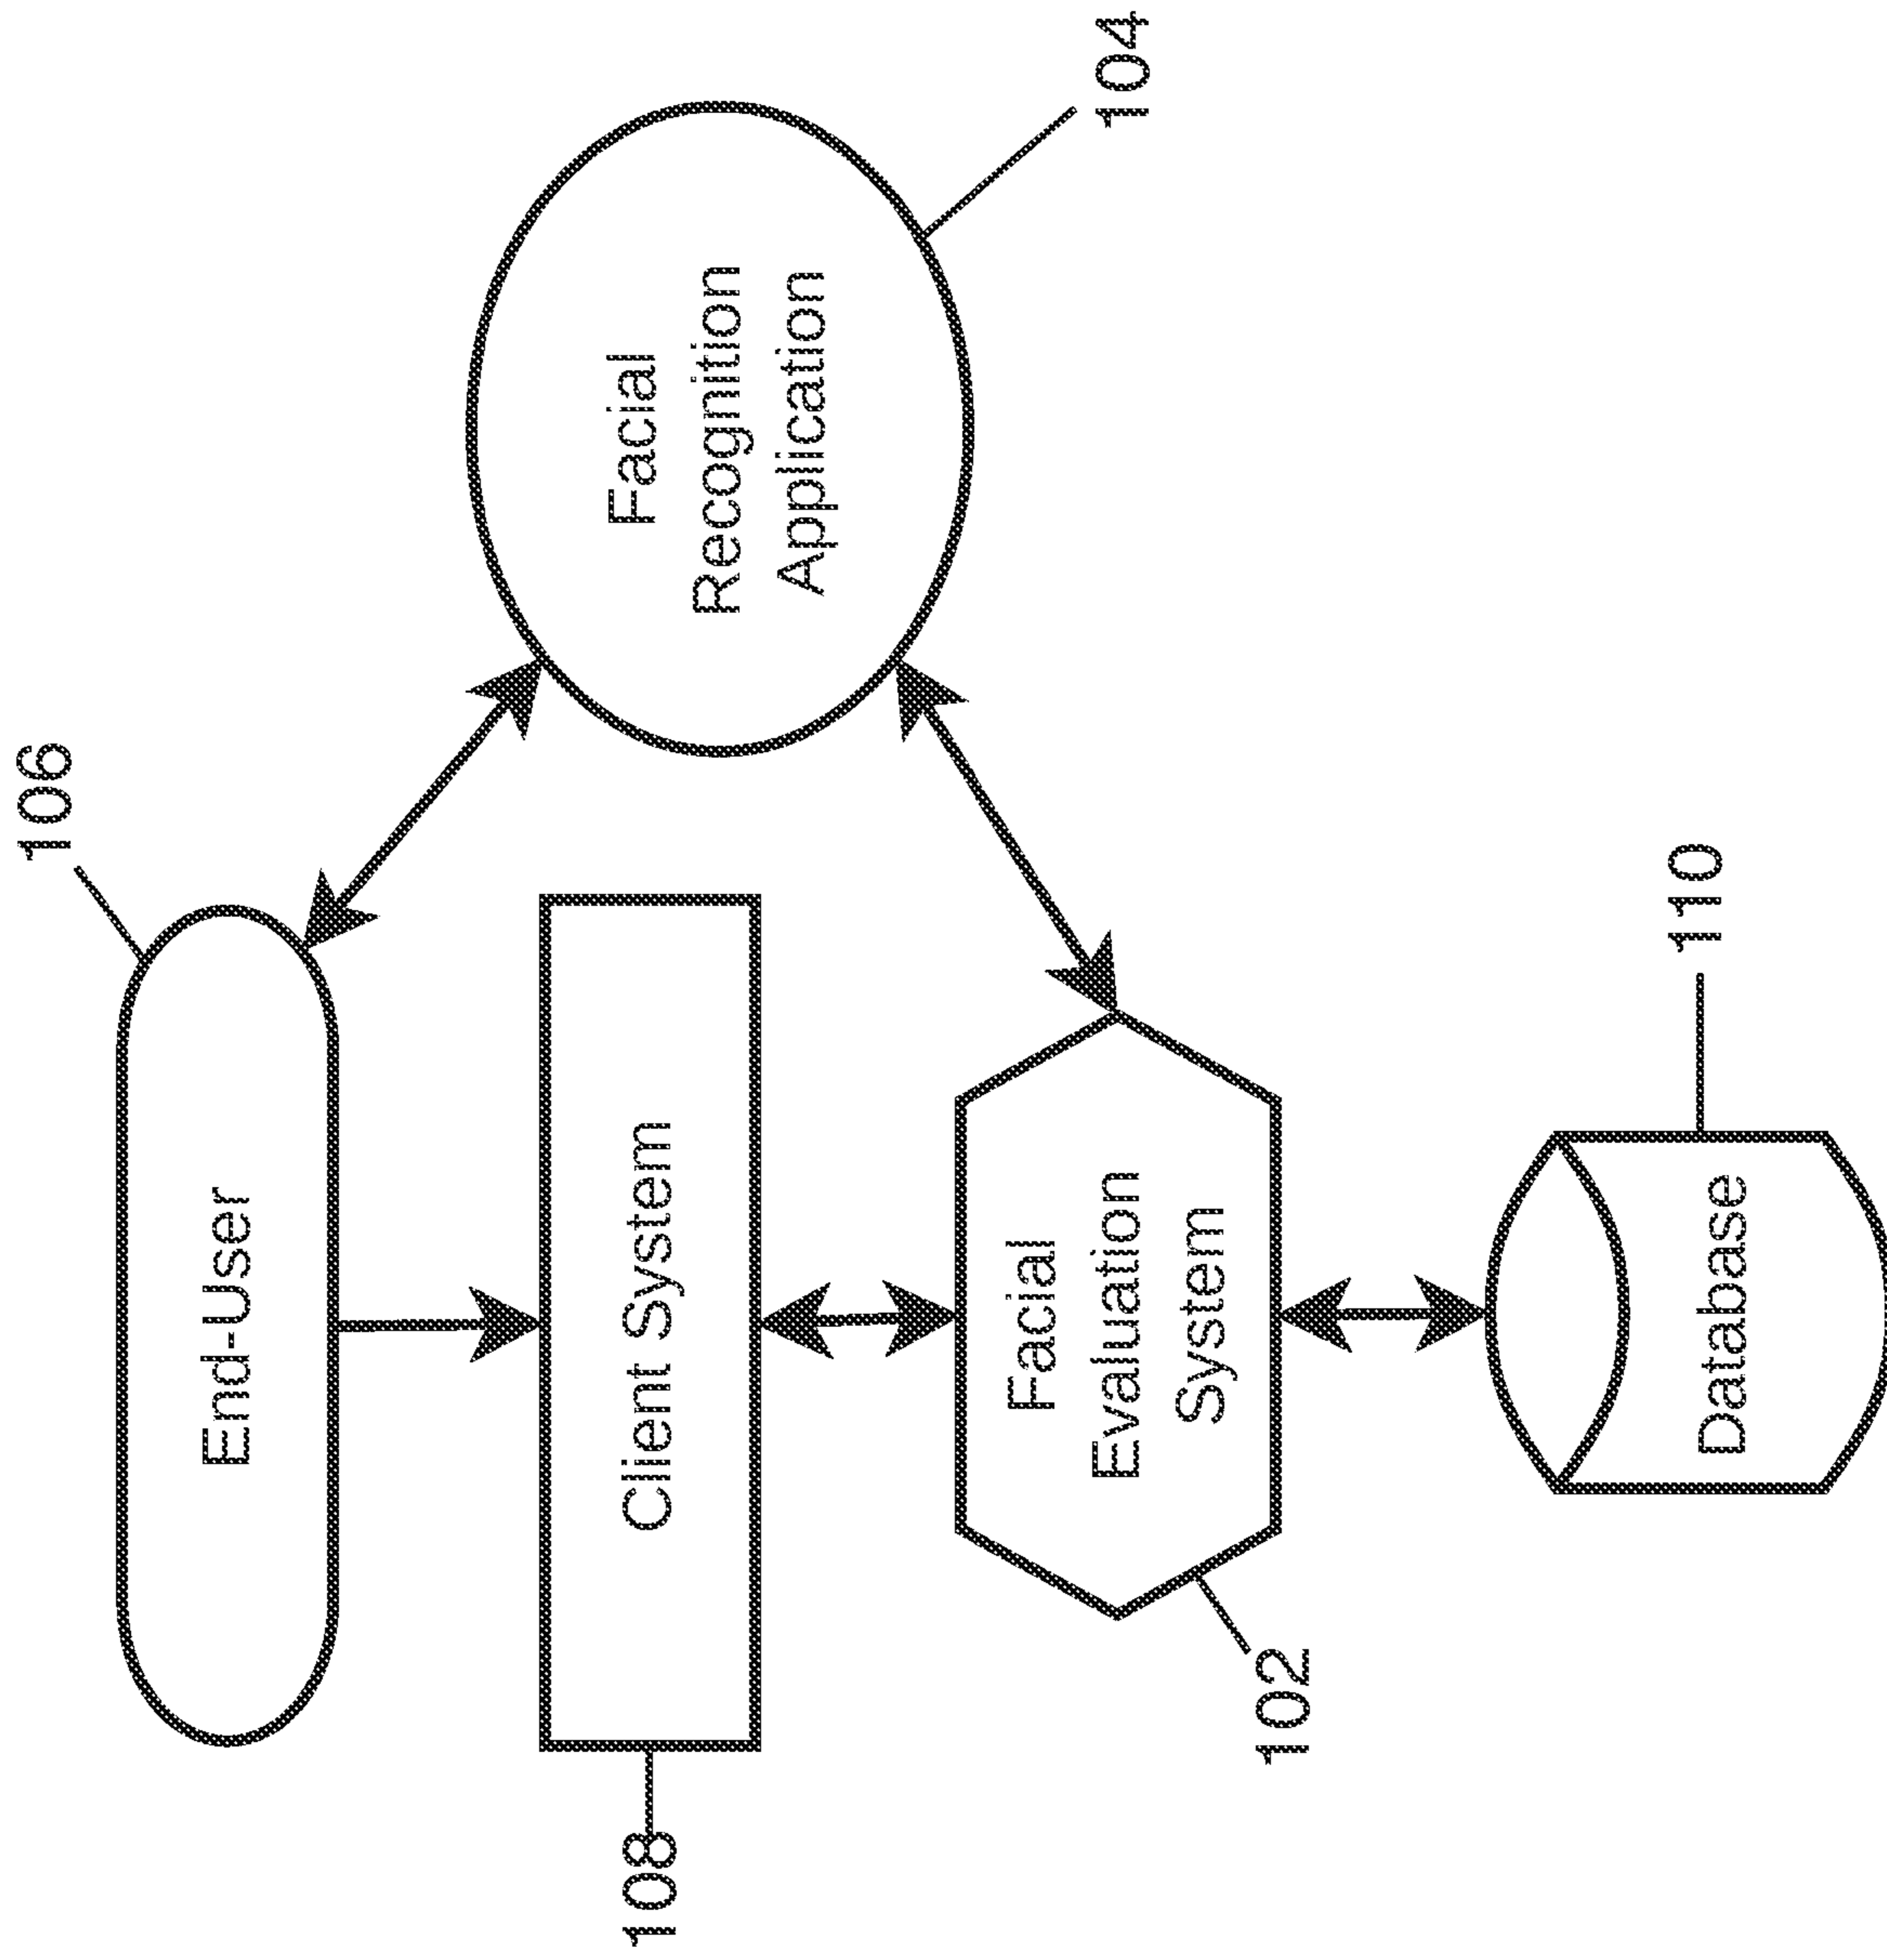 106
End-User
108
Client System
Facial
Recognition
Application
104
Facial
Evaluation
System
102
Database
110